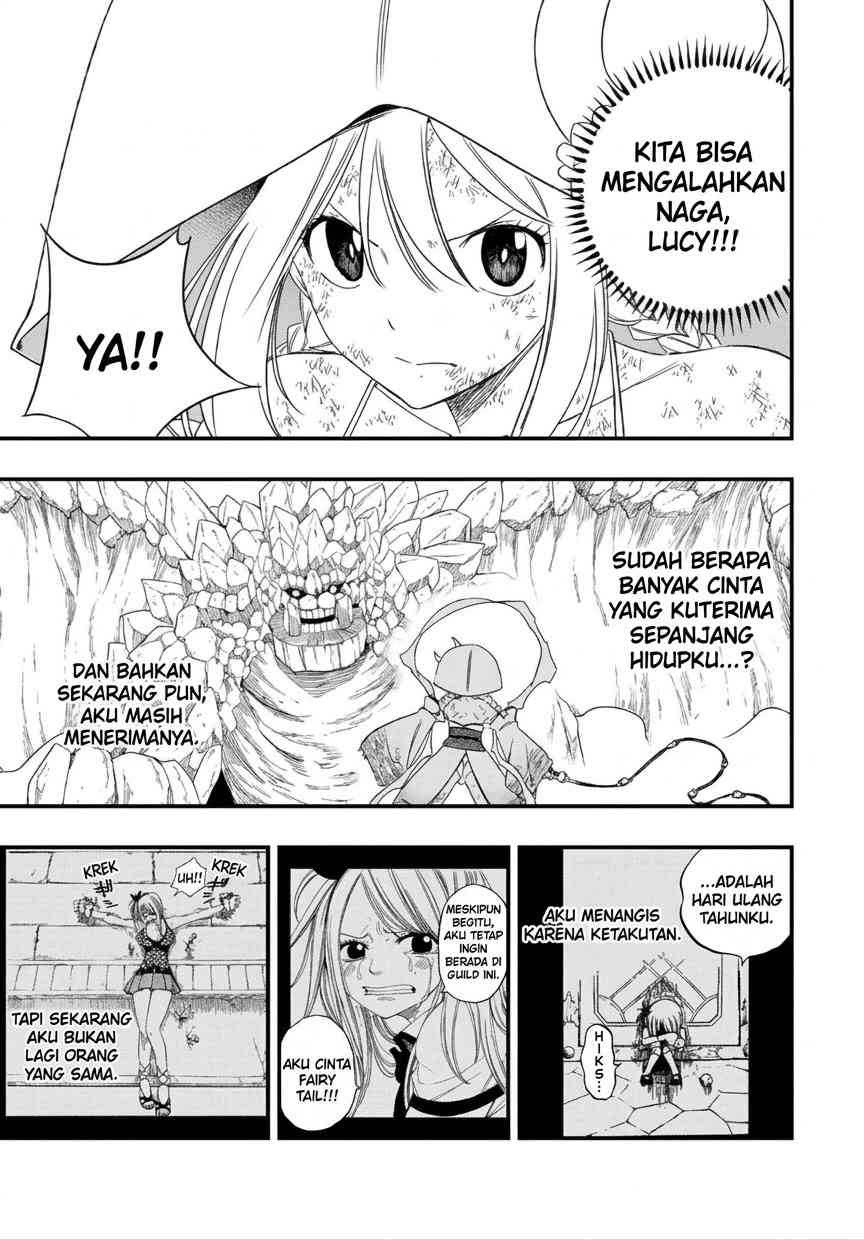 KITA BISA
MENGALAHKAN
NAGA,
LUCY!!!
YA!!
SUDAH BERAPA
BANYAK CINTA
YANG KUTERIMA
SEPANJANG
HIDUPKU...?
DAN BAHKAN
SEKARANG PUN,
AKU MASIH
MENERIMANYA.
...ADALAH
HARI ULANG
TAHUNKU.
AKU MENANGIS
KARENA KETAKUTAN.
HIKS...
MESKIPUN
BEGITU,
AKU TETAP
INGIN
BERADA DI
GUILD INI.
AKU CINTA
FAIRY
TAIL!!!
KREK
UH!!
KREK
TAPI SEKARANG
AKU BUKAN
LAGI ORANG
YANG SAMA.